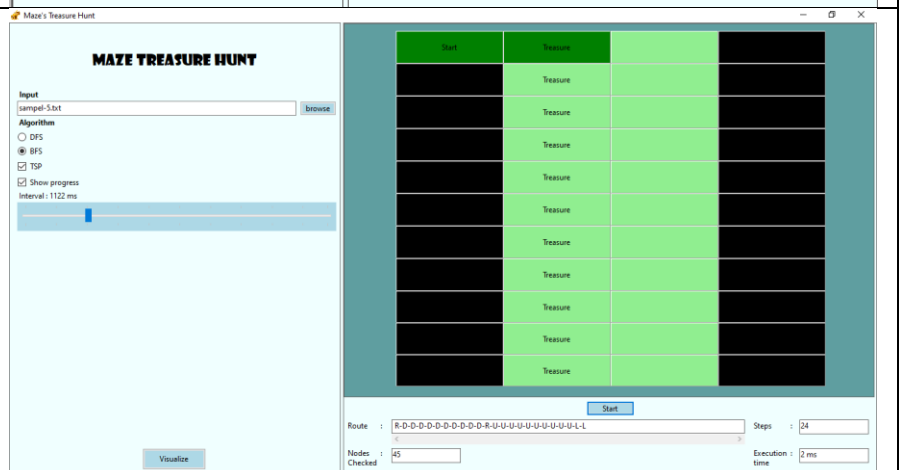 Maze's Treasure Hunt
MAZE TREASURE HUNT
Input
sampel-5.txt browse
Algorithm
DFS
BFS
TSP
Show progress
Interval : 1122 ms
Visualize
Start Treasure
Treasure
Treasure
Treasure
Treasure
Treasure
Treasure
Treasure
Treasure
Treasure
Treasure
Start
Route : R-D-D-D-D-D-D-D-D-D-D-R-U-U-U-U-U-U-U-U-U-U-L-L Steps : 24
Nodes Checked : 45 Execution time : 2 ms